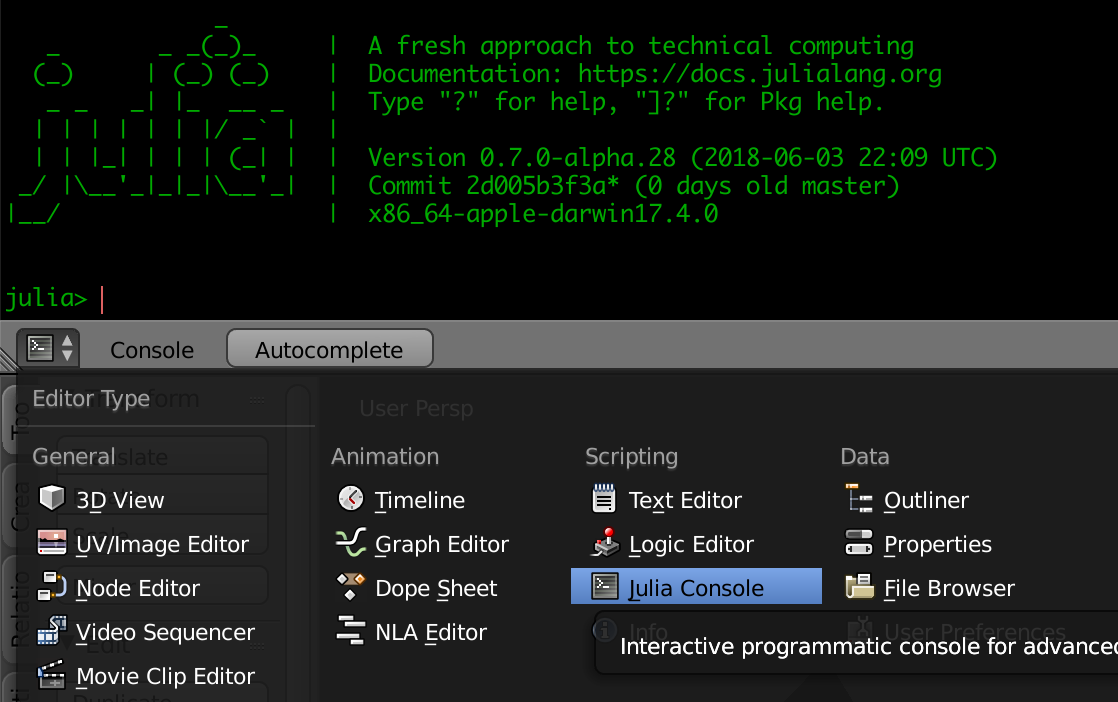 A fresh approach to technical computing
Documentation: https://docs.julialang.org
Type "?" for help, "]?" for Pkg help.
Version 0.7.0-alpha.28 (2018-06-03 22:09 UTC)
Commit 2d005b3f3a* (0 days old master)
x86_64-apple-darwin17.4.0
julia>
Console Autocomplete
Editor Type
User Persp
General Animation Scripting Data
3D View Timeline Text Editor Outliner
UV/Image Editor Graph Editor Logic Editor Properties
Node Editor Dope Sheet Julia Console File Browser
Video Sequencer NLA Editor Info User Preferences
Interactive programmatic console for advanced
Movie Clip Editor